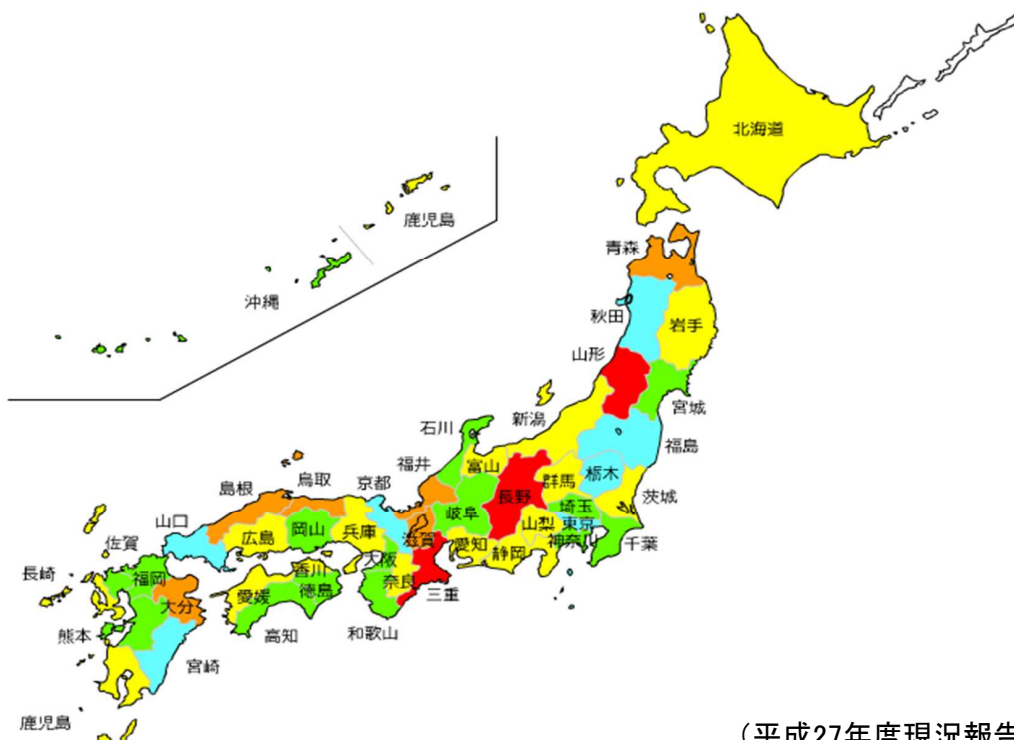 北海道
鹿児島
青森
沖縄
秋田
岩手
山形
宮城
新潟
石川
福島
福井
富山
栃木
群馬
長野
茨城
鳥取
京都
島根
埼玉
岐阜
山口
岡山
兵庫
滋賀
山梨
東京
広島
愛知
静岡
神奈川
千葉
佐賀
大阪
香川
長崎
福岡
奈良
徳島
愛媛
三重
大分
熊本
高知
和歌山
宮崎
鹿児島
(平成27年度現況報告